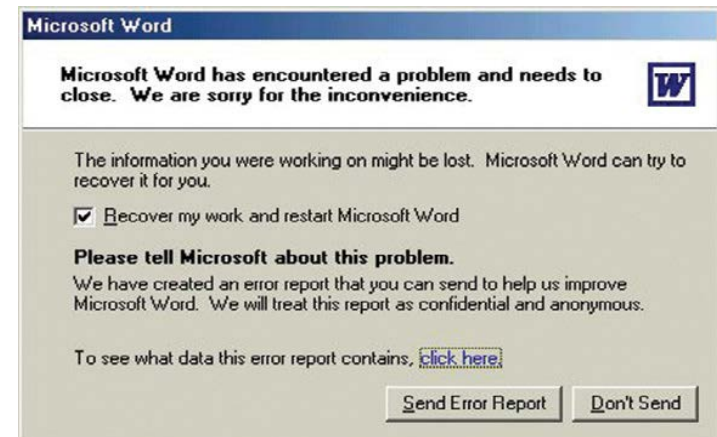 Microsoft Word
Microsoft Word has encountered a problem and needs to
close. We are sorry for the inconvenience.
W
The information you were working on might be lost. Microsoft Word can try to
recover it for you.
Recover my work and restart Microsoft Word
Please tell Microsoft about this problem.
We have created an error report that you can send to help us improve
Microsoft Word. We will treat this report as confidential and anonymous.
To see what data this error report contains, click here.
Send Error Report Don't Send